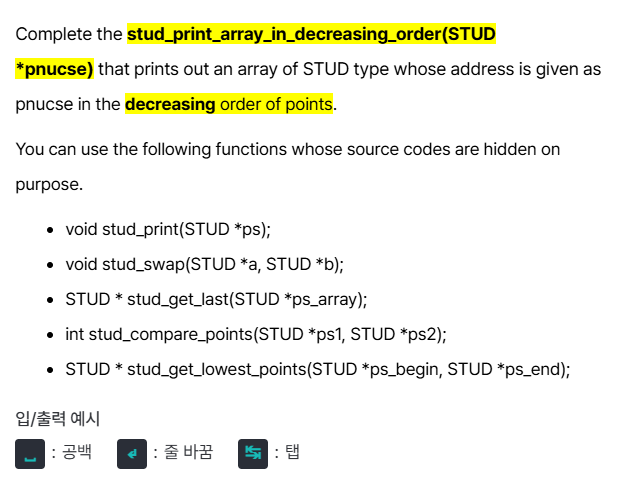 Complete the stud_print_array_in_decreasing_order(STUD
*pnucse) that prints out an array of STUD type whose address is given as
pnucse in the decreasing order of points.
You can use the following functions whose source codes are hidden on
purpose.
• void stud_print(STUD *ps);
• void stud_swap(STUD *a, STUD *b);
• STUD * stud_get_last(STUD *ps_array);
• int stud_compare_points(STUD *ps1, STUD *ps2);
• STUD * stud_get_lowest_points(STUD *ps_begin, STUD *ps_end);
입/출력 예시
␣ : 공백 ↲ : 줄 바꿈 ↹ : 탭